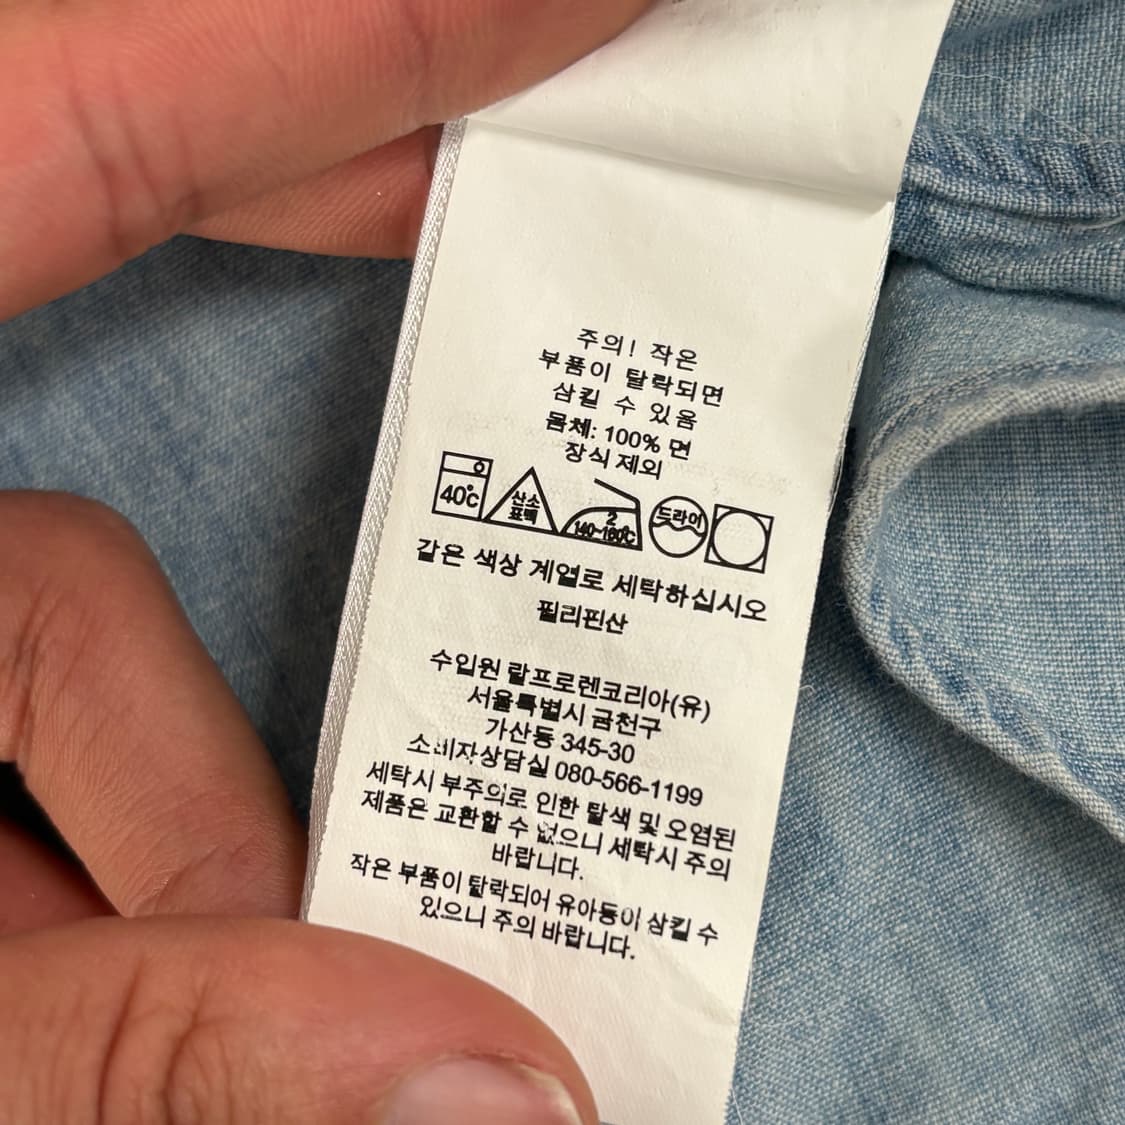 주의! 작은
부품이 탈락되면
삼킬 수 있음
몸체: 100% 면
장식 제외
40℃
산소
표백
2
140~160℃
드라이
같은 색상 계열로 세탁하십시오
필리핀산
수입원 랄프로렌코리아(유)
서울특별시 금천구
가산동 345-30
소비자상담실 080-566-1199
세탁시 부주의로 인한 탈색 및 오염된
제품은 교환할 수 없으니 세탁시 주의
바랍니다.
작은 부품이 탈락되어 유아등이 삼킬 수
있으니 주의 바랍니다.